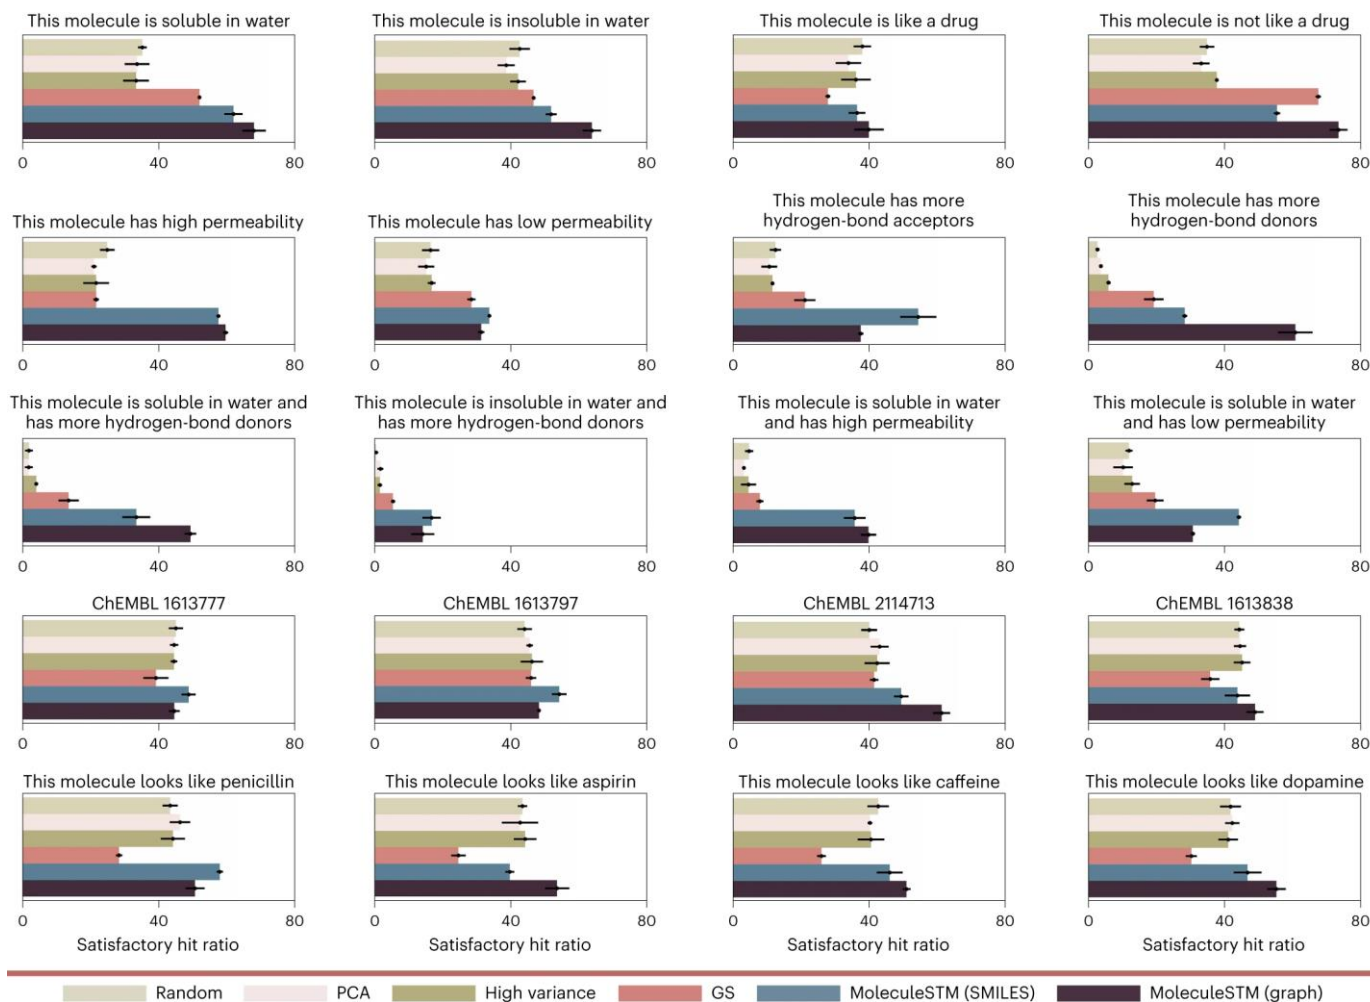 This molecule is soluble in water
This molecule is insoluble in water
This molecule is like a drug
This molecule is not like a drug
0 40 80
0 40 80
0 40 80
0 40 80
This molecule has high permeability
This molecule has low permeability
This molecule has more
hydrogen-bond acceptors
This molecule has more
hydrogen-bond donors
0 40 80
0 40 80
0 40 80
0 40 80
This molecule is soluble in water and
has more hydrogen-bond donors
This molecule is insoluble in water and
has more hydrogen-bond donors
This molecule is soluble in water
and has high permeability
This molecule is soluble in water
and has low permeability
0 40 80
0 40 80
0 40 80
0 40 80
ChEMBL 1613777
ChEMBL 1613797
ChEMBL 2114713
ChEMBL 1613838
0 40 80
0 40 80
0 40 80
0 40 80
This molecule looks like penicillin
This molecule looks like aspirin
This molecule looks like caffeine
This molecule looks like dopamine
0 40 80
0 40 80
0 40 80
0 40 80
Satisfactory hit ratio
Satisfactory hit ratio
Satisfactory hit ratio
Satisfactory hit ratio
Random
PCA
High variance
GS
MoleculeSTM (SMILES)
MoleculeSTM (graph)